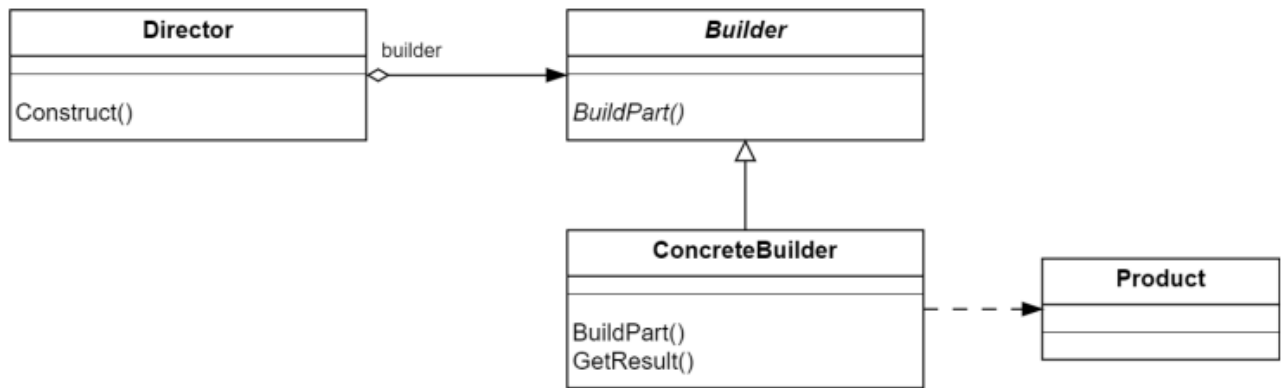 Director
builder
Builder
Construct()
BuildPart()
ConcreteBuilder
BuildPart()
GetResult()
Product